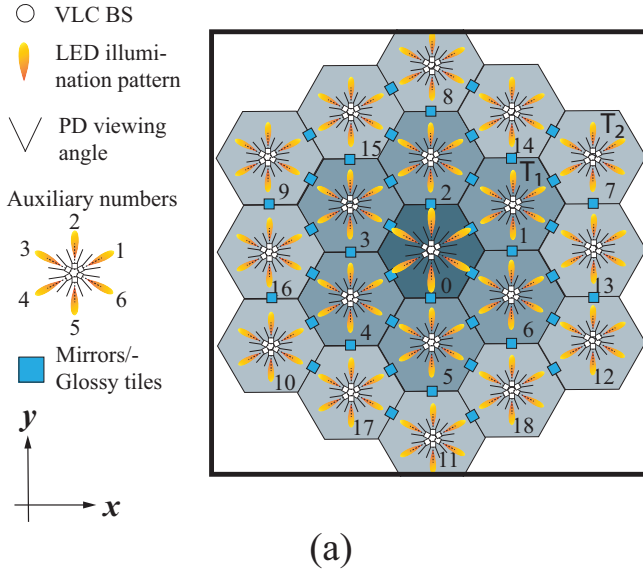 VLC BS
LED illumi-
nation pattern
PD viewing
angle
Auxiliary numbers
2
3 1
4 6
5
Mirrors/-
Glossy tiles
y
x
8
15 14 T2
9 2 T1 7
3 1
16 0 13
4 6
10 5 12
17 18
11
(a)